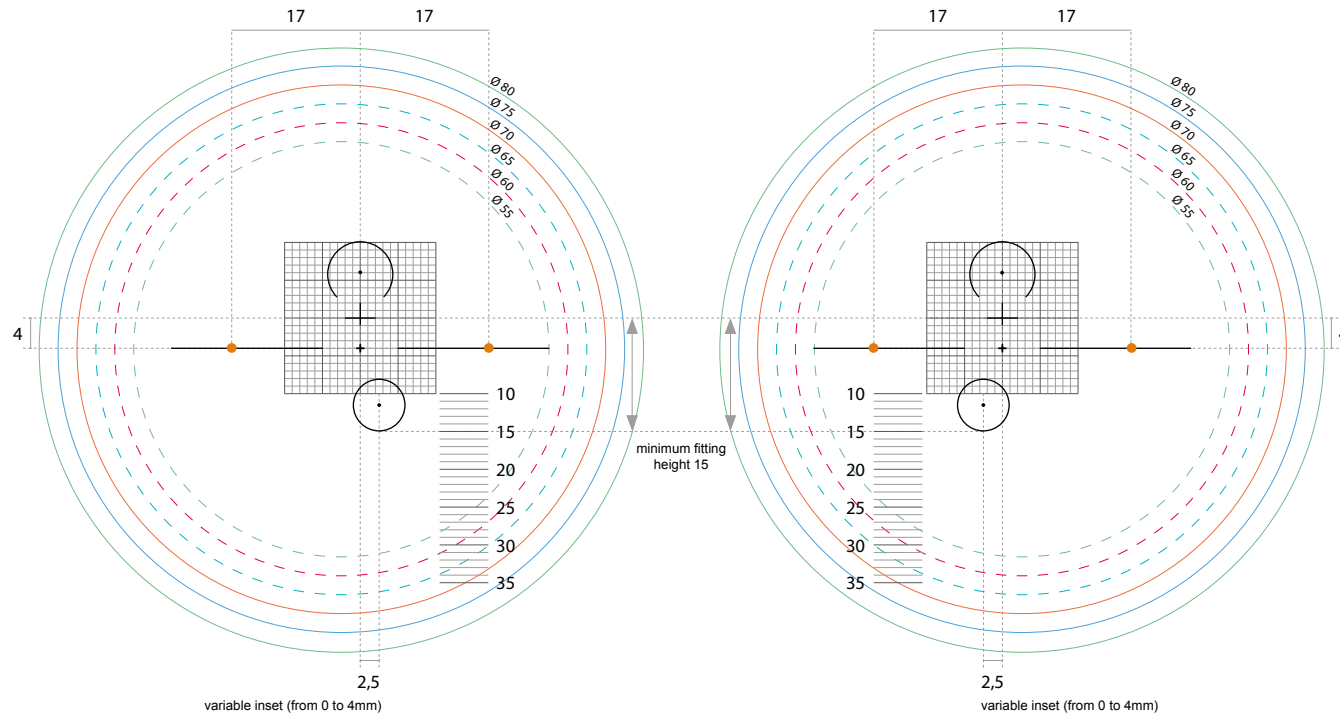 17 17
17 17
Ø 80
Ø 75
Ø 70
Ø 65
Ø 60
Ø 55
Ø 80
Ø 75
Ø 70
Ø 65
Ø 60
Ø 55
4
10
15
20
25
30
35
minimum fitting
height 15
10
15
20
25
30
35
2,5
variable inset (from 0 to 4mm)
2,5
variable inset (from 0 to 4mm)